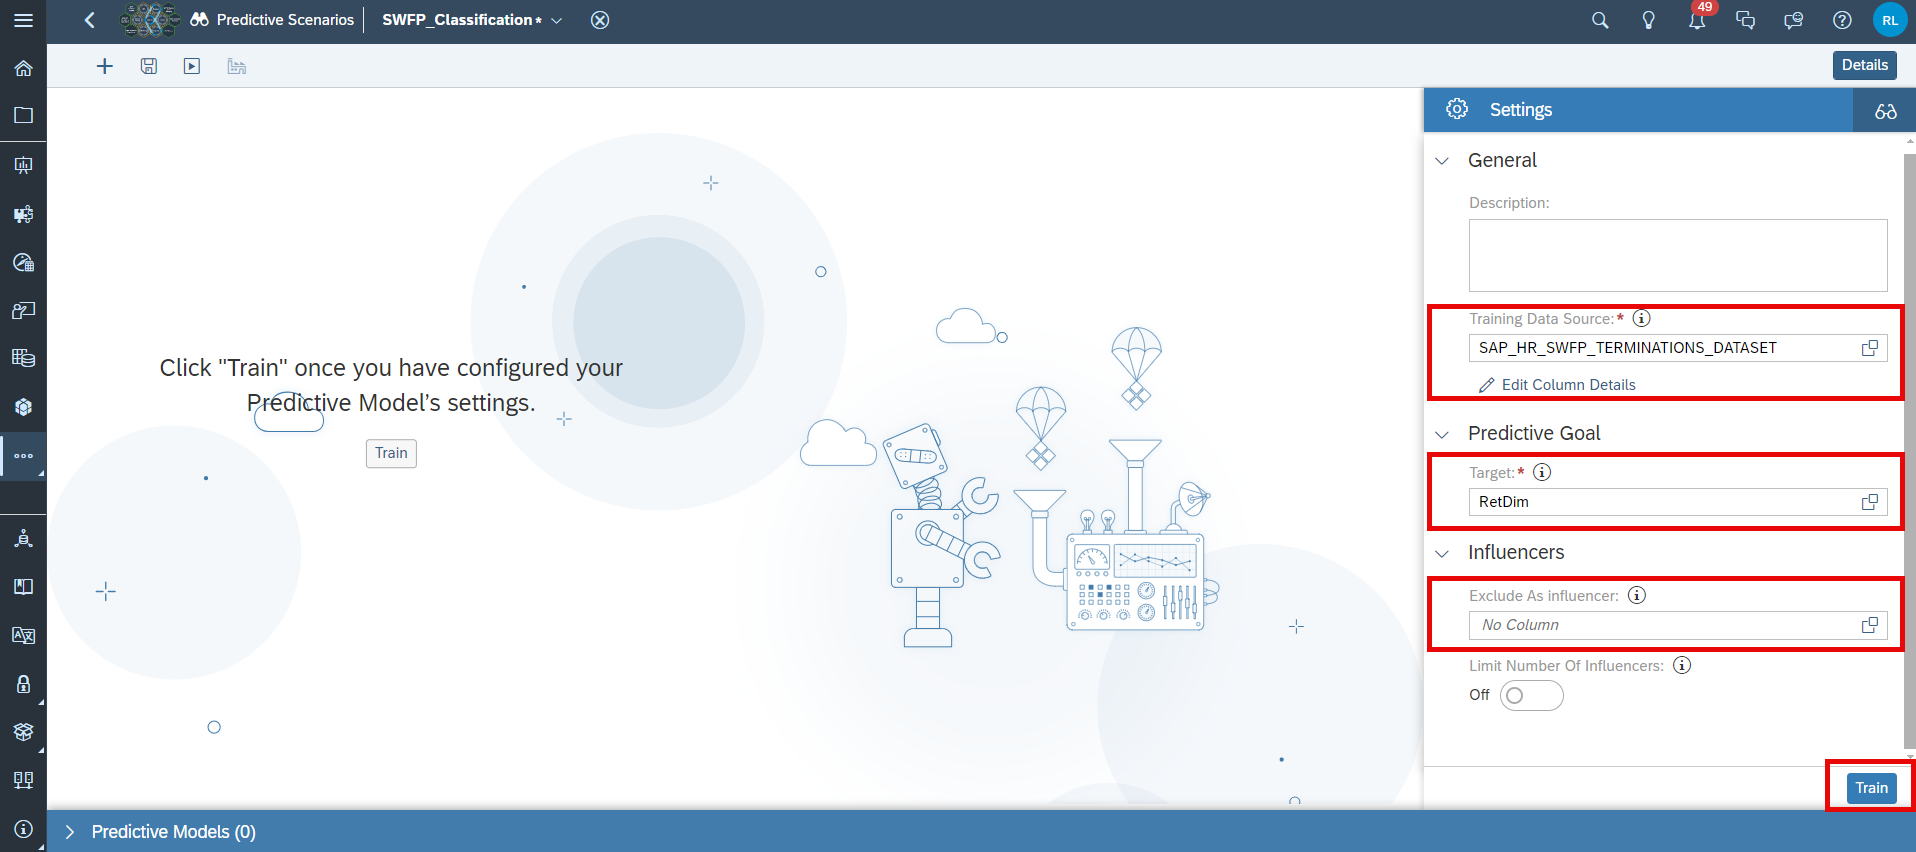 Predictive Scenarios
SWFP_Classification *
49
RL
Details
Settings
General
Description:
Training Data Source: *
SAP_HR_SWFP_TERMINATIONS_DATASET
Edit Column Details
Click "Train" once you have configured your
Predictive Model’s settings.
Train
Predictive Goal
Target: *
RetDim
Influencers
Exclude As influencer:
No Column
Limit Number Of Influencers:
Off
Train
Predictive Models (0)